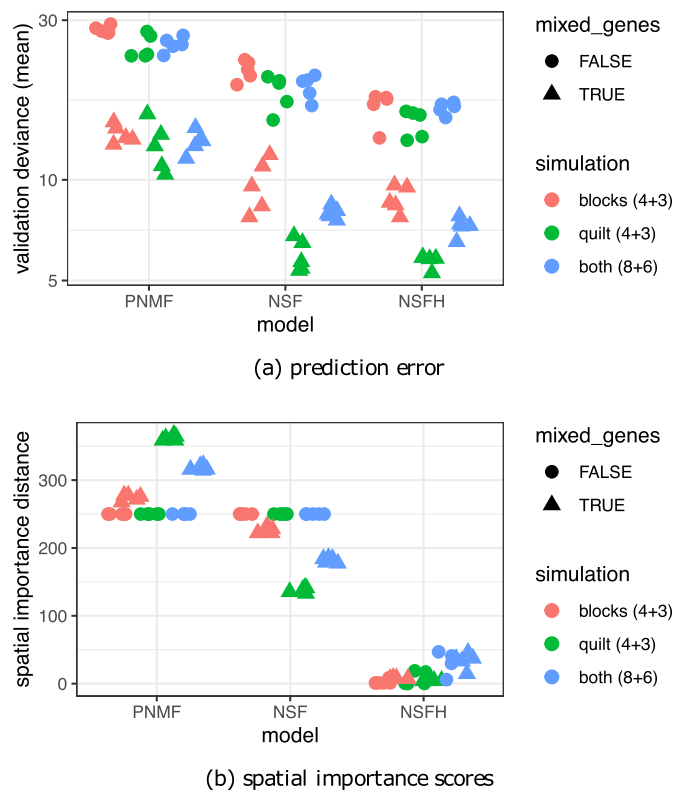 30
10
5
validation deviance (mean)
PNMF NSF NSFH
model
mixed_genes
FALSE
TRUE
simulation
blocks (4+3)
quilt (4+3)
both (8+6)
(a) prediction error
300
200
100
0
spatial importance distance
PNMF NSF NSFH
model
mixed_genes
FALSE
TRUE
simulation
blocks (4+3)
quilt (4+3)
both (8+6)
(b) spatial importance scores